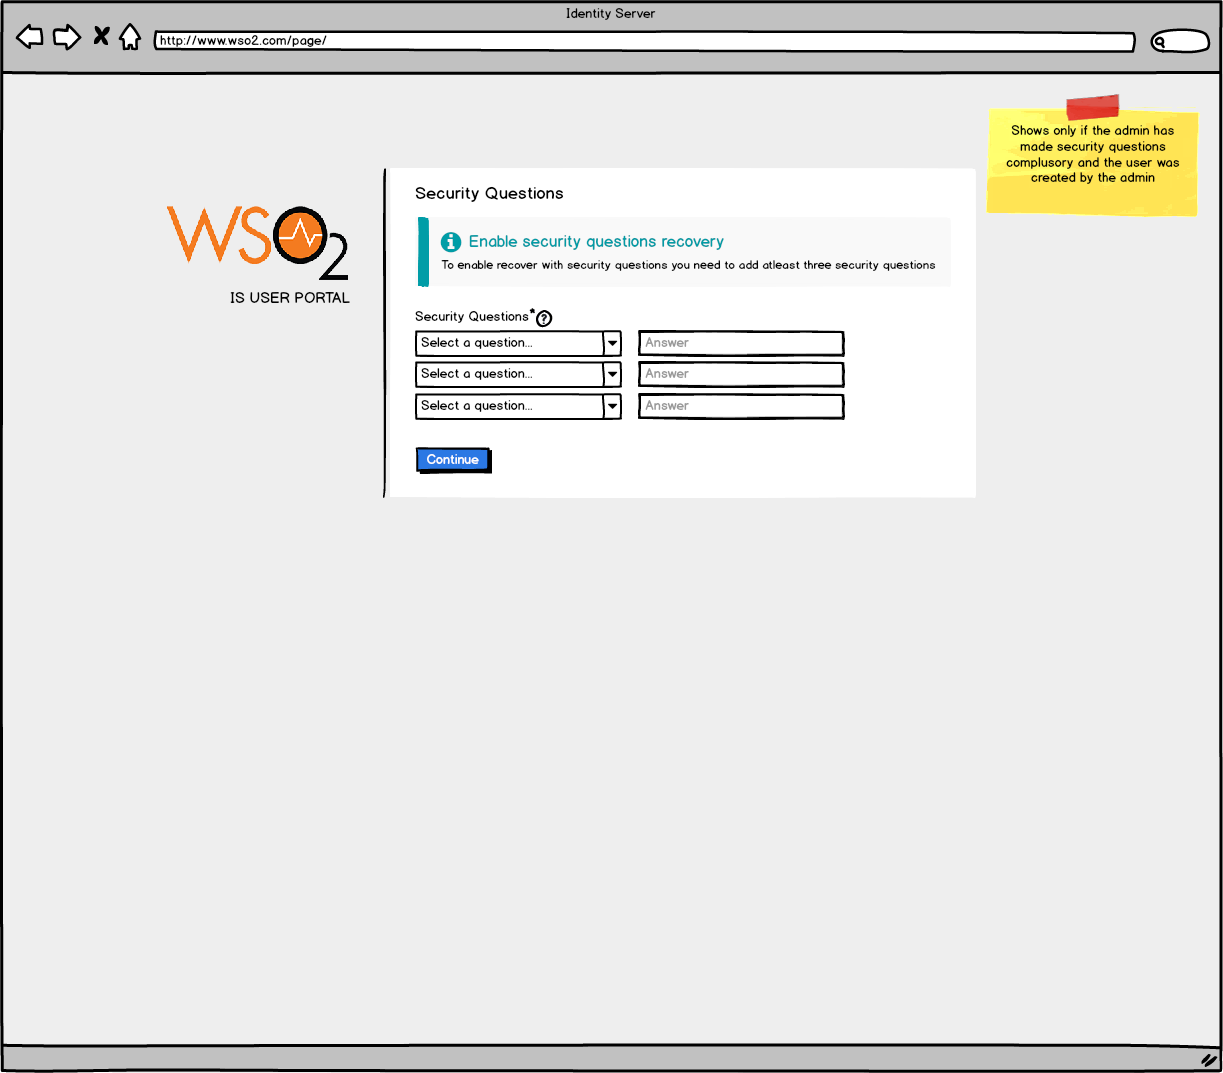 Identity Server
http://www.wso2.com/page/
Shows only if the admin has
made security questions
complusory and the user was
created by the admin
WSO2
IS USER PORTAL
Security Questions
Enable security questions recovery
To enable recover with security questions you need to add atleast three security questions
Security Questions*
Select a question... Answer
Select a question... Answer
Select a question... Answer
Continue